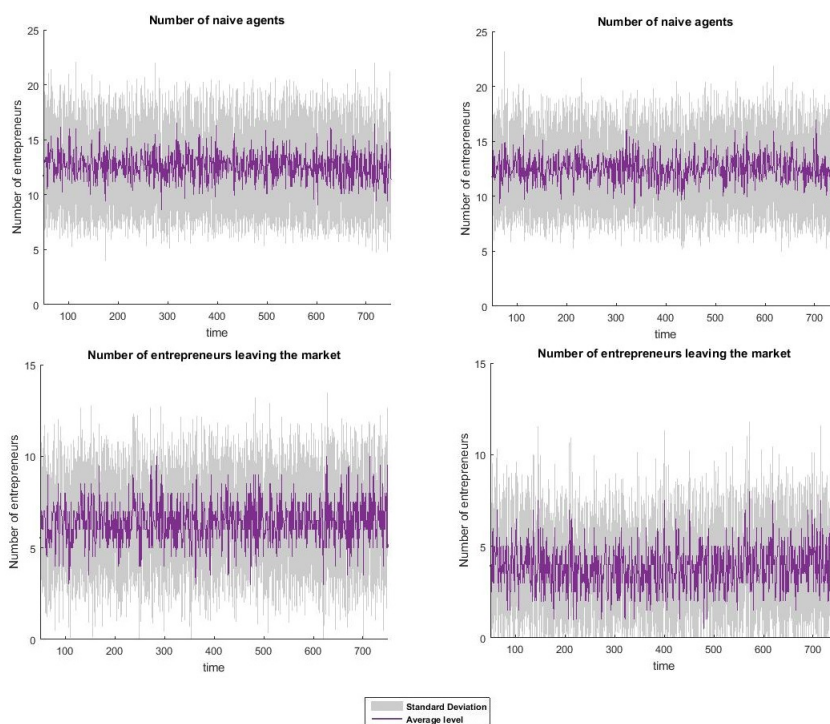 Number of naive agents
25
20
15
10
5
0
Number of entrepreneurs
100 200 300 400 500 600 700
time
Number of naive agents
25
20
15
10
5
0
Number of entrepreneurs
100 200 300 400 500 600 700
time
Number of entrepreneurs leaving the market
15
10
5
0
Number of entrepreneurs
100 200 300 400 500 600 700
time
Number of entrepreneurs leaving the market
15
10
5
0
Number of entrepreneurs
100 200 300 400 500 600 700
time
Standard Deviation
Average level